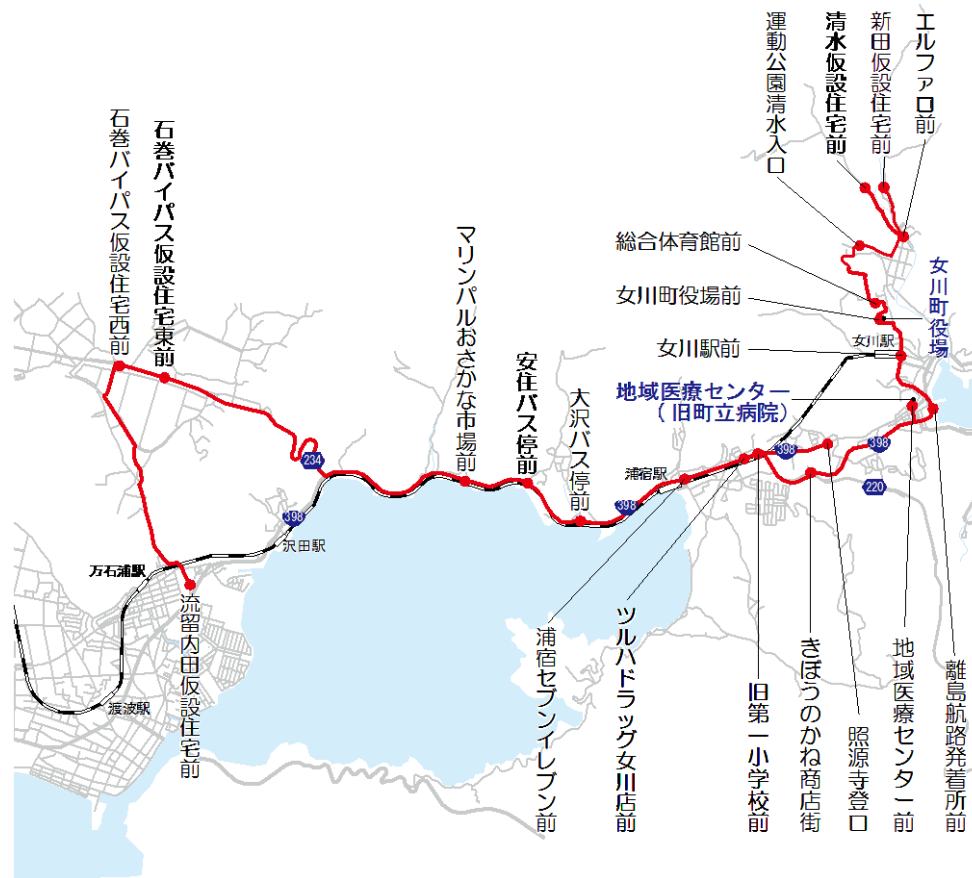 運動公園清水入口
清水仮設住宅前
新田仮設住宅前
エルファロ前
石巻バイパス仮設住宅西前
石巻バイパス仮設住宅東前
マリンパルおさかな市場前
総合体育館前
女川町役場前
女川駅前
女川駅
女川町役場
地域医療センター
(旧町立病院)
安住バス停前
大沢バス停前
浦宿駅
234
398
398
398
398
220
沢田駅
万石浦駅
渡波駅
流留内田仮設住宅前
浦宿セブンイレブン前
ツルハドラッグ女川店前
旧第一小学校前
きぼうのかね商店街
照源寺登口
地域医療センター前
離島航路発着所前